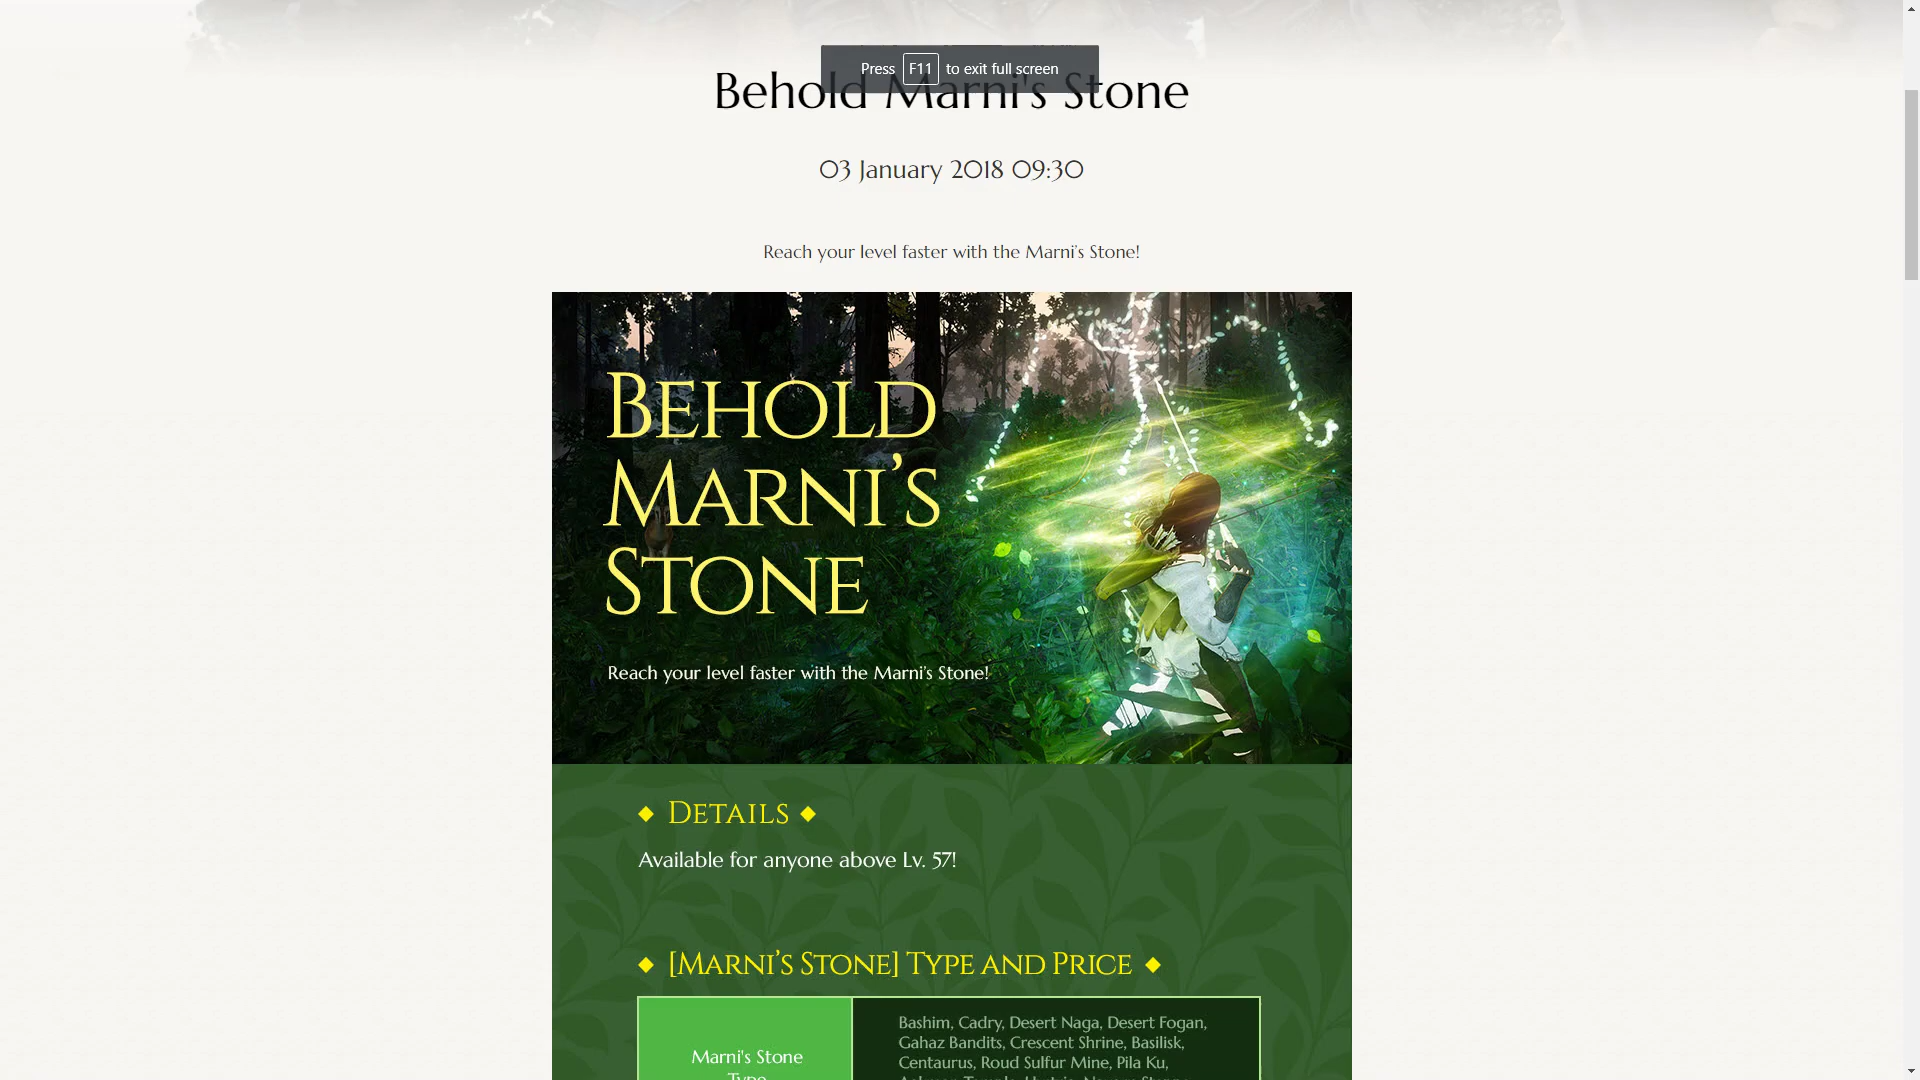 Press F11 to exit full screen
Behold Marni's Stone
03 January 2018 09:30
Reach your level faster with the Marni's Stone!
BEHOLD
MARNI'S
STONE
Reach your level faster with the Marni's Stone!
DETAILS
Available for anyone above Lv. 57!
[MARNI'S STONE] TYPE AND PRICE
Marni's Stone
Type
Bashim, Cadry, Desert Naga, Desert Fogan,
Gahaz Bandits, Crescent Shrine, Basilisk,
Centaurus, Roud Sulfur Mine, Pila Ku,